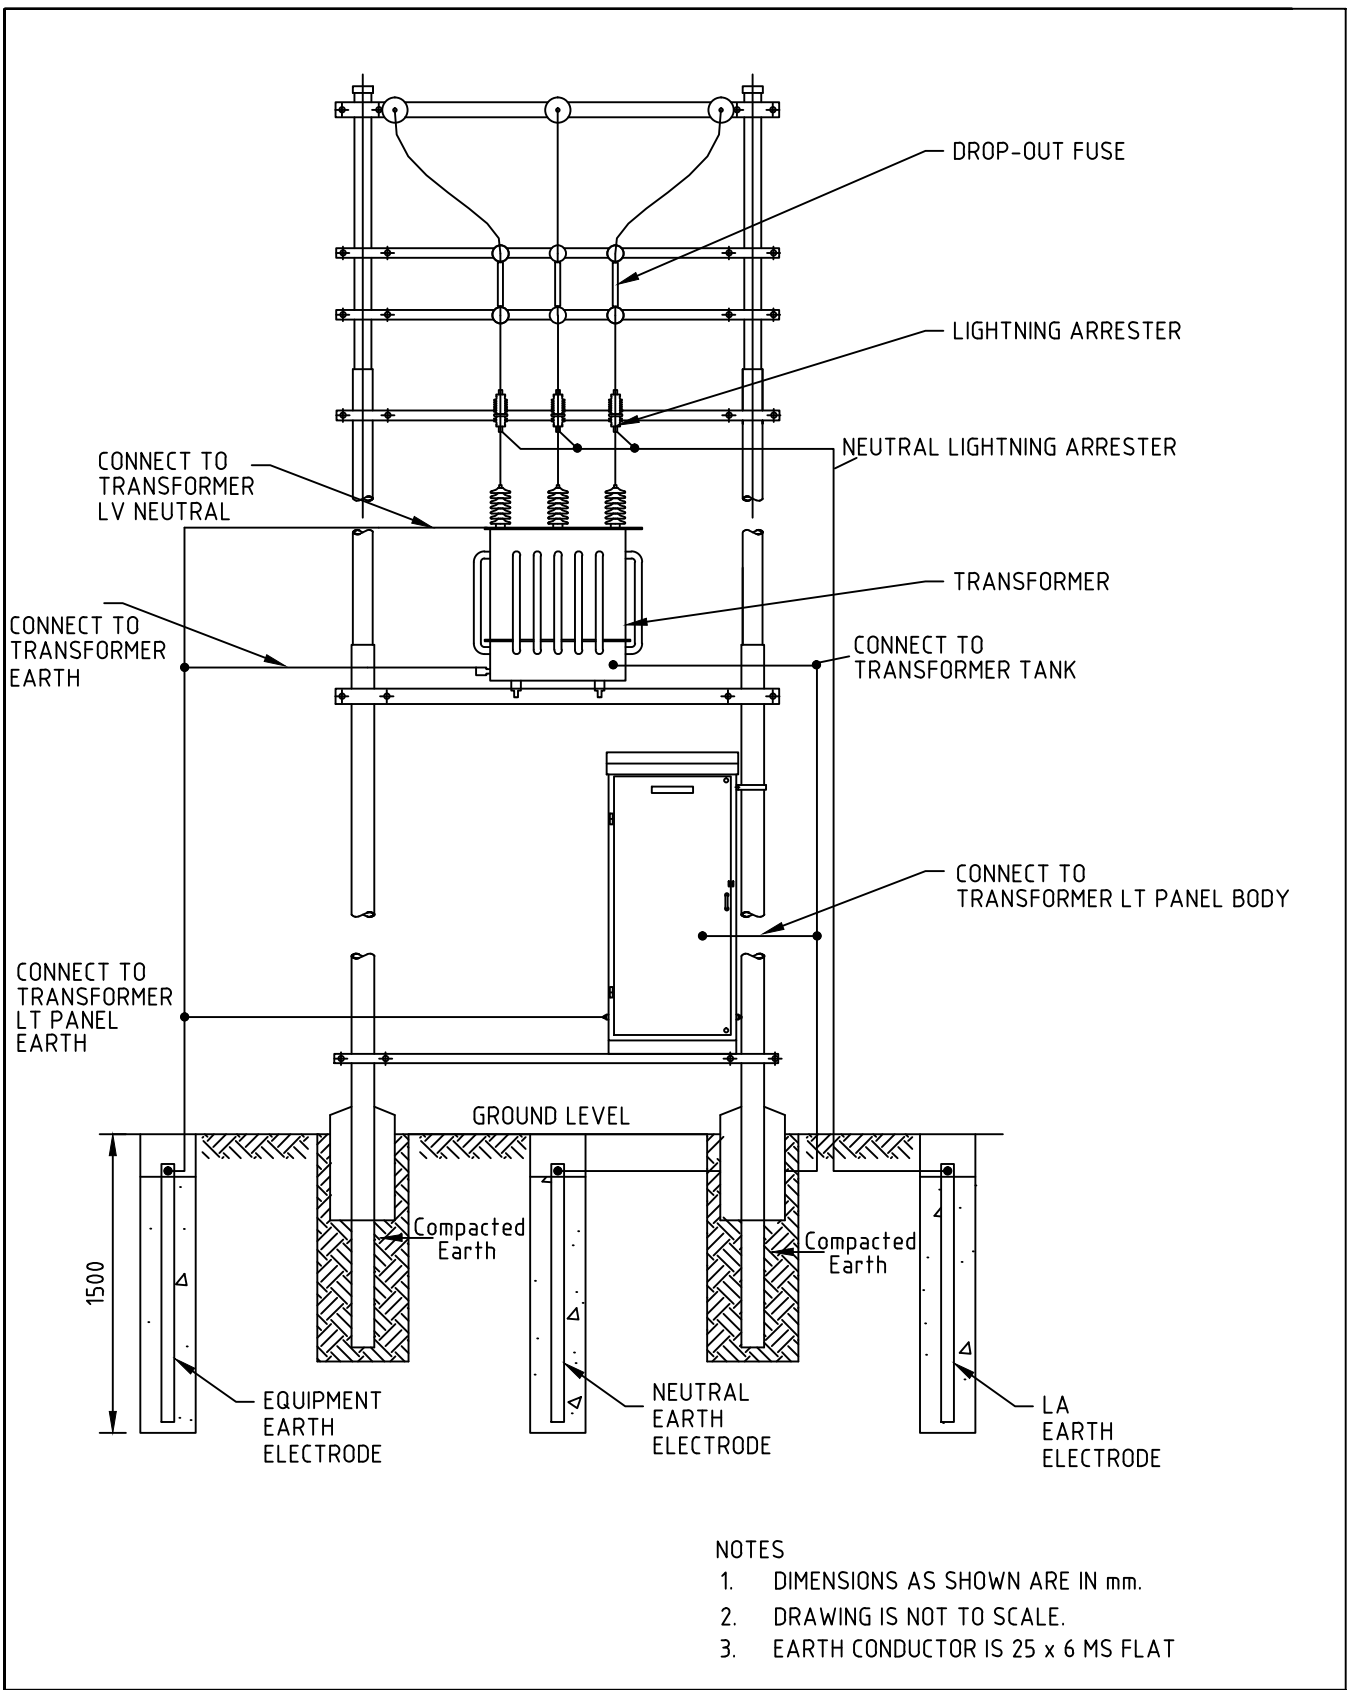 DROP-OUT FUSE
LIGHTNING ARRESTER
NEUTRAL LIGHTNING ARRESTER
CONNECT TO
TRANSFORMER
LV NEUTRAL
TRANSFORMER
CONNECT TO
TRANSFORMER
EARTH
CONNECT TO
TRANSFORMER TANK
CONNECT TO
TRANSFORMER LT PANEL BODY
CONNECT TO
TRANSFORMER
LT PANEL
EARTH
GROUND LEVEL
Compacted
Earth
Compacted
Earth
1500
EQUIPMENT
EARTH
ELECTRODE
NEUTRAL
EARTH
ELECTRODE
LA
EARTH
ELECTRODE
NOTES
1. DIMENSIONS AS SHOWN ARE IN mm.
2. DRAWING IS NOT TO SCALE.
3. EARTH CONDUCTOR IS 25 x 6 MS FLAT